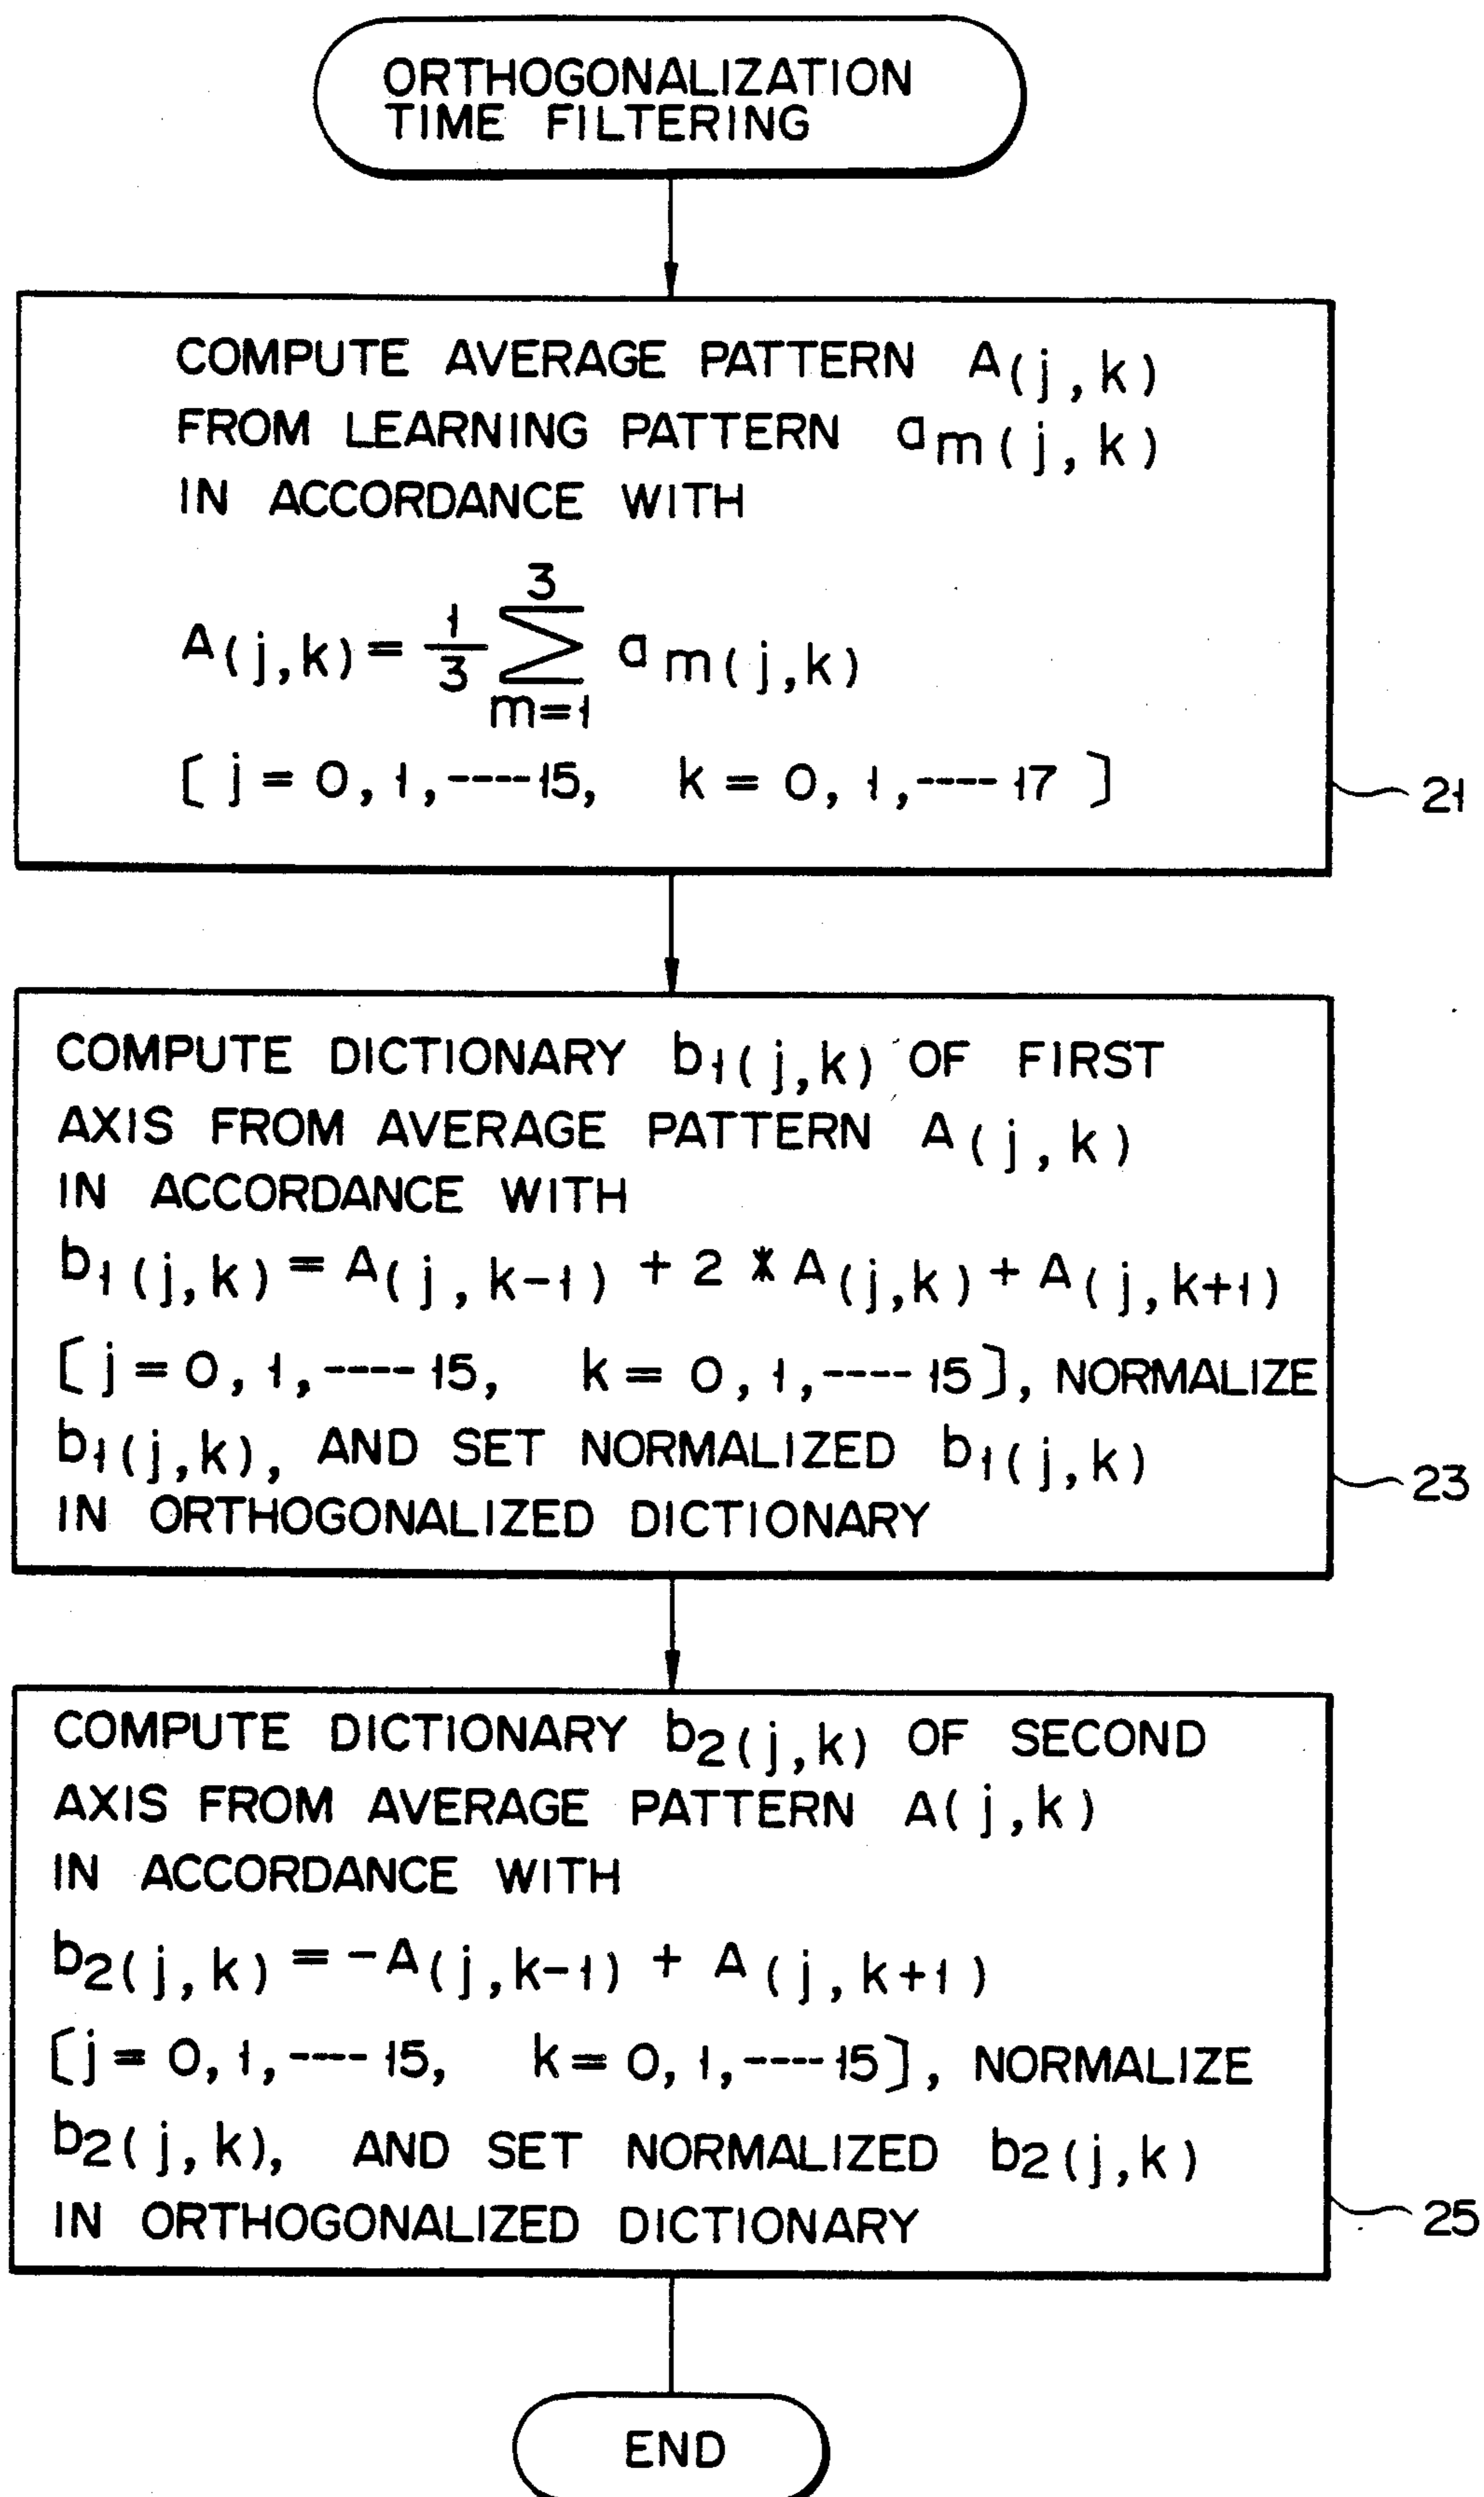 ORTHOGONALIZATION
TIME FILTERING
COMPUTE AVERAGE PATTERN A(j,k)
FROM LEARNING PATTERN am(j,k)
IN ACCORDANCE WITH
A(j,k) = 1/3 3∑m=1 am(j,k)
[j = 0, 1, ----15, k = 0, 1, ----17]
21
COMPUTE DICTIONARY b1(j,k) OF FIRST
AXIS FROM AVERAGE PATTERN A(j,k)
IN ACCORDANCE WITH
b1(j,k) = A(j,k-1) + 2 * A(j,k) + A(j,k+1)
[j = 0, 1, ----15, k = 0, 1, ----15], NORMALIZE
b1(j,k), AND SET NORMALIZED b1(j,k)
23
IN ORTHOGONALIZED DICTIONARY
COMPUTE DICTIONARY b2(j,k) OF SECOND
AXIS FROM AVERAGE PATTERN A(j,k)
IN ACCORDANCE WITH
b2(j,k) = -A(j,k-1) + A(j,k+1)
[j = 0, 1, ----15, k = 0, 1, ----15], NORMALIZE
b2(j,k), AND SET NORMALIZED b2(j,k)
IN ORTHOGONALIZED DICTIONARY
25
END